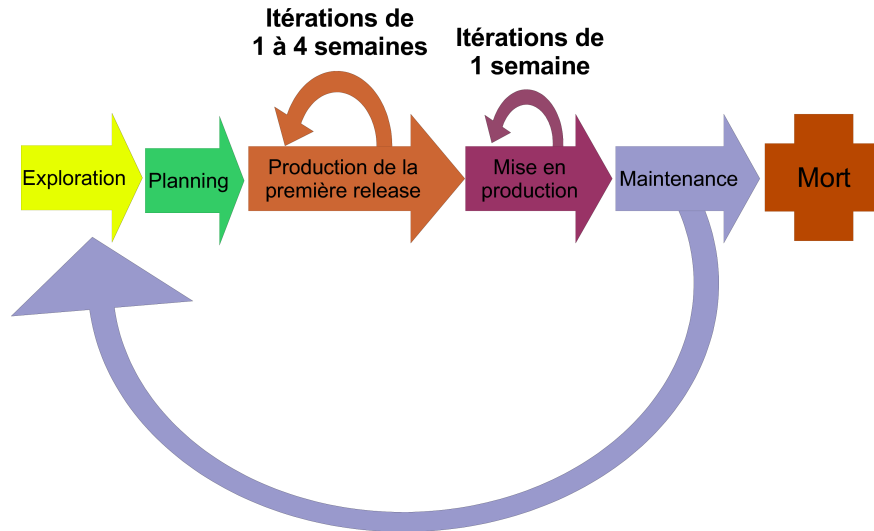 Itérations de
1 à 4 semaines
Itérations de
1 semaine
Exploration
Planning
Production de la
première release
Mise en
production
Maintenance
Mort